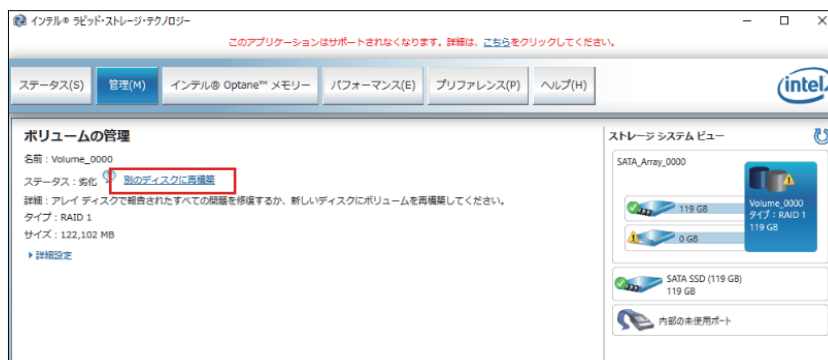 インテル® ラピッド・ストレージ・テクノロジー
このアプリケーションはサポートされなくなります。詳細は、こちらをクリックしてください。
ステータス(S) 管理(M) インテル® Optane™ メモリー パフォーマンス(E) プリファレンス(P) ヘルプ(H)
intel.
ボリュームの管理
名前 : Volume_0000
ステータス : 劣化 別のディスクに再構築
詳細 : アレイ ディスクで報告されたすべての問題を修復するか、新しいディスクにボリュームを再構築してください。
タイプ : RAID 1
サイズ : 122,102 MB
詳細設定
ストレージ システム ビュー
SATA_Array_0000
119 GB
0 GB
Volume_0000
タイプ : RAID 1
119 GB
SATA SSD (119 GB)
119 GB
内部の未使用ポート